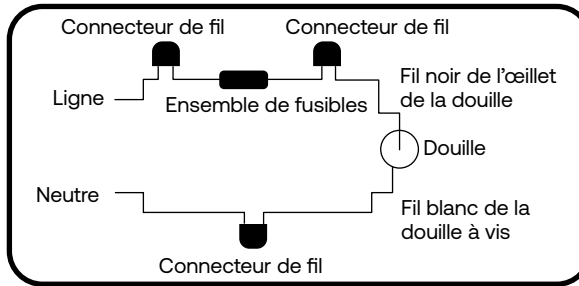 Connecteur de fil
Connecteur de fil
Ligne
Ensemble de fusibles
Fil noir de l’œillet
de la douille
Douille
Neutre
Fil blanc de la
douille à vis
Connecteur de fil